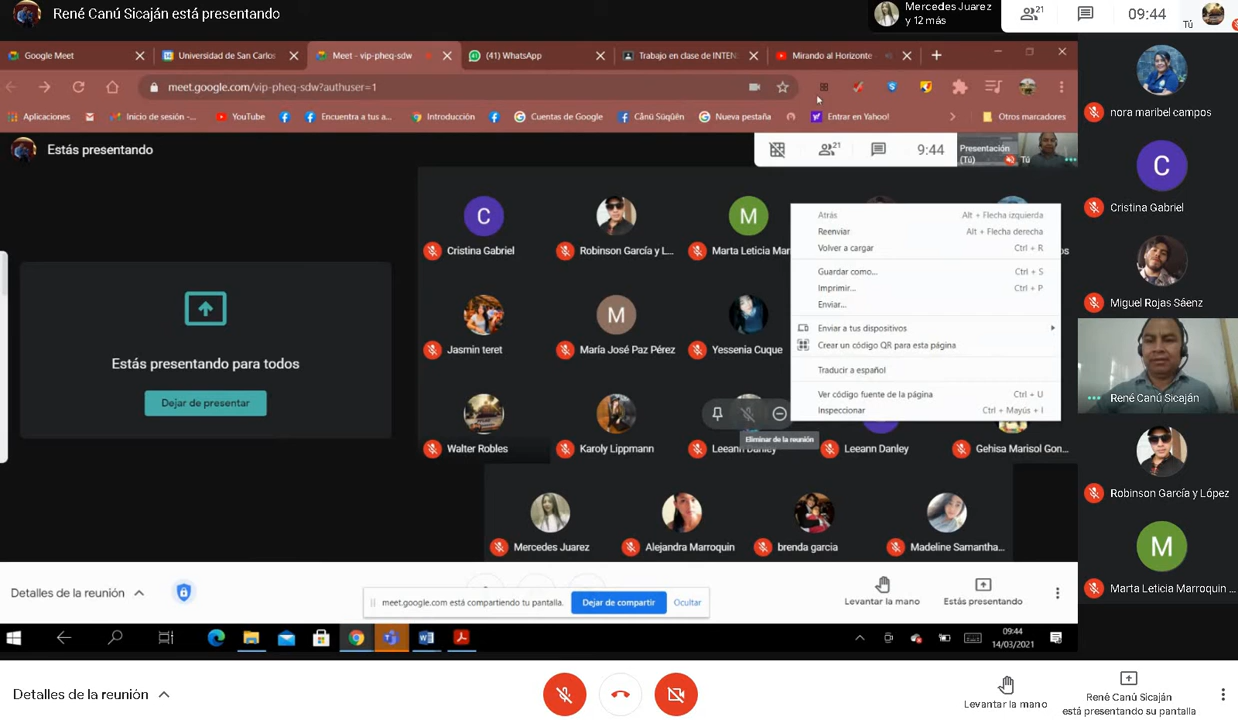 René Canú Sicaján está presentando
Mercedes Juarez
y 12 más
21
09:44
Tú
Google Meet
Universidad de San Carlos
Meet - vip-pheq-sdw
(41) WhatsApp
Trabajo en clase de INTEN
Mirando al Horizonte
meet.google.com/vip-pheq-sdw?authuser=1
Aplicaciones
Inicio de sesión -...
YouTube
Encuentra a tus a...
Introducción
Cuentas de Google
Cånü Süqûên
Nueva pestaña
Entrar en Yahoo!
Otros marcadores
Estás presentando
21
9:44
Presentación
(Tú)
Tú
Estás presentando para todos
Dejar de presentar
Cristina Gabriel
Robinson García y L...
Marta Leticia Mar
Jasmin teret
María José Paz Pérez
Yessenia Cuque
Walter Robles
Karoly Lippmann
Leeann Danley
Leeann Danley
Gehisa Marisol Gon...
Eliminar de la reunión
Mercedes Juarez
Alejandra Marroquin
brenda garcia
Madeline Samantha...
Atrás
Alt + Flecha izquierda
Reenviar
Alt + Flecha derecha
Volver a cargar
Ctrl + R
Guardar como...
Ctrl + S
Imprimir...
Ctrl + P
Enviar...
Enviar a tus dispositivos
Crear un código QR para esta página
Traducir a español
Ver código fuente de la página
Ctrl + U
Inspeccionar
Ctrl + Mayús + I
nora maribel campos
C
Cristina Gabriel
Miguel Rojas Sáenz
René Canú Sicaján
Robinson García y López
M
Marta Leticia Marroquin ...
Detalles de la reunión
meet.google.com está compartiendo tu pantalla.
Dejar de compartir
Ocultar
Levantar la mano
Estás presentando
09:44
14/03/2021
Detalles de la reunión
Levantar la mano
René Canú Sicaján
está presentando su pantalla